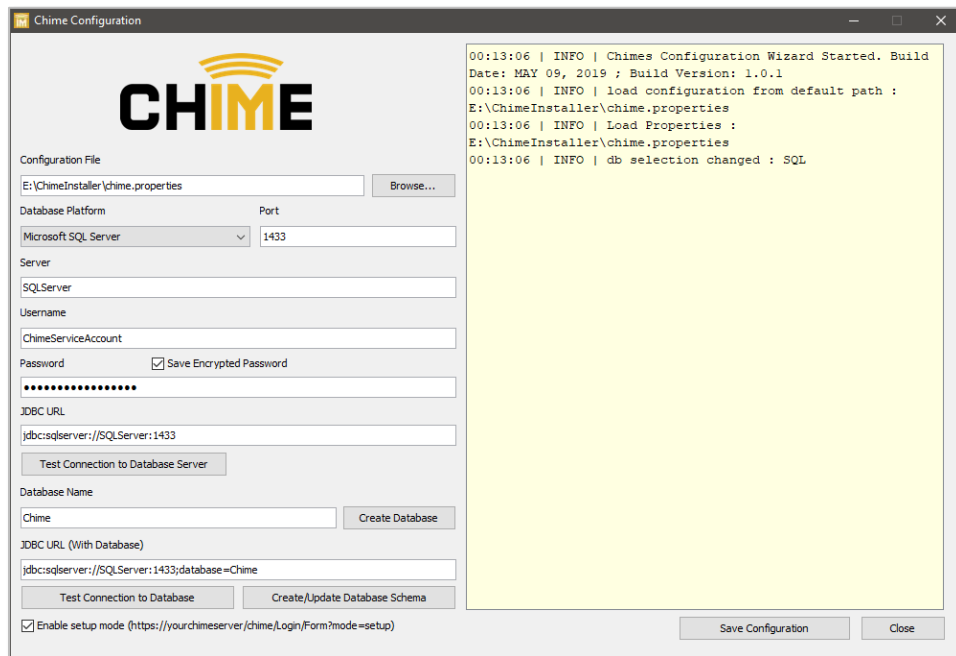 Chime Configuration
CHIME
Configuration File
E:\ChimeInstaller\chime.properties
Browse...
Database Platform
Port
Microsoft SQL Server
1433
Server
SQLServer
Username
ChimeServiceAccount
Password
Save Encrypted Password
•••••••••••••••••
JDBC URL
jdbc:sqlserver://SQLServer:1433
Test Connection to Database Server
Database Name
Chime
Create Database
JDBC URL (With Database)
jdbc:sqlserver://SQLServer:1433;database=Chime
Test Connection to Database
Create/Update Database Schema
Enable setup mode (https://yourchimeserver/chime/Login/Form?mode=setup)
00:13:06 | INFO | Chimes Configuration Wizard Started. Build
Date: MAY 09, 2019 ; Build Version: 1.0.1
00:13:06 | INFO | load configuration from default path :
E:\ChimeInstaller\chime.properties
00:13:06 | INFO | Load Properties :
E:\ChimeInstaller\chime.properties
00:13:06 | INFO | db selection changed : SQL
Save Configuration
Close